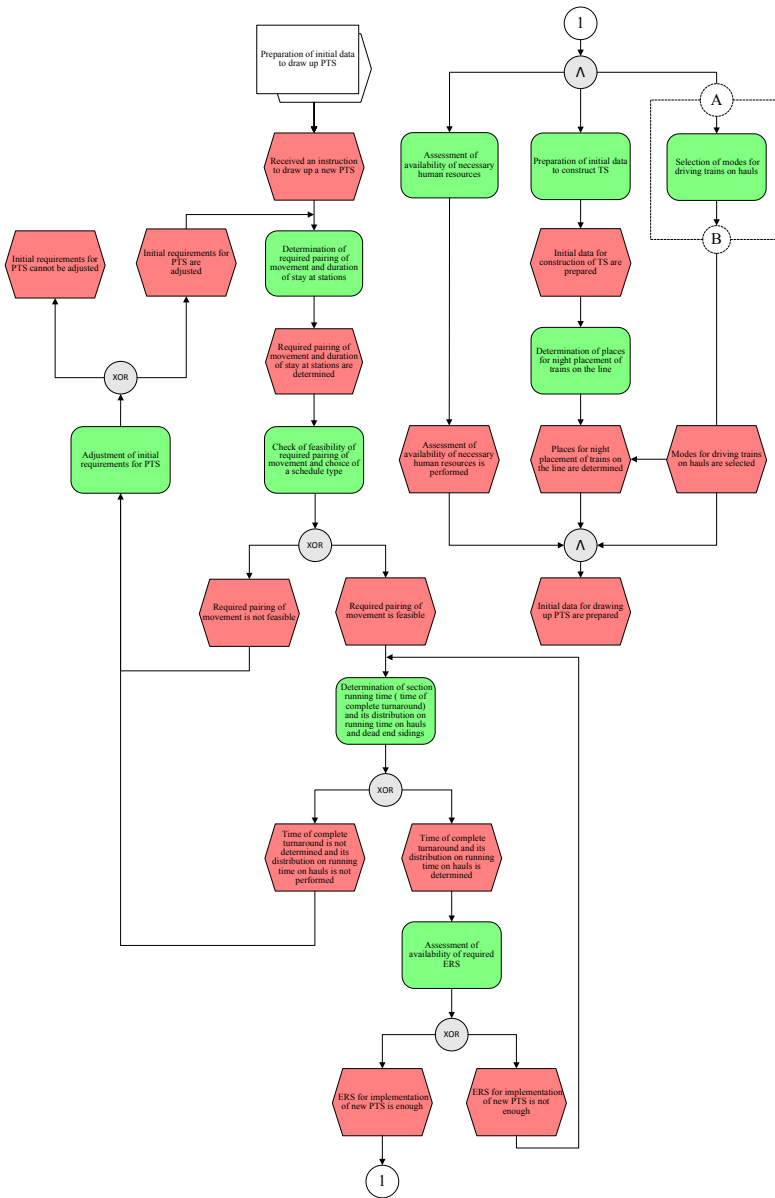 Preparation of initial data
to draw up PTS
Received an instruction
to draw up a new PTS
Initial requirements for
PTS cannot be adjusted
Initial requirements for
PTS are
adjusted
Determination of
required pairing of
movement and duration
of stay at stations
Required pairing of
movement and duration
of stay at stations are
determined
XOR
Adjustment of initial
requirements for PTS
Check of feasibility of
required pairing of
movement and choice of
a schedule type
XOR
Required pairing of
movement is not feasible
Required pairing of
movement is feasible
Determination of section
running time ( time of
complete turnaround)
and its distribution on
running time on hauls
and dead end sidings
XOR
Time of complete
turnaround is not
determined and its
distribution on running
time on hauls is not
performed
Time of complete
turnaround and its
distribution on running
time on hauls is
determined
Assessment of
availability of required
ERS
XOR
ERS for implementation
of new PTS is enough
ERS for implementation
of new PTS is not
enough
1
1
Λ
A
Assessment of
availability of necessary
human resources
Preparation of initial data
to construct TS
Selection of modes for
driving trains on hauls
B
Initial data for
construction of TS are
prepared
Determination of places
for night placement of
trains on the line
Assessment of
availability of necessary
human resources is
performed
Places for night
placement of trains on
the line are determined
Modes for driving trains
on hauls are selected
Λ
Initial data for drawing
up PTS are prepared